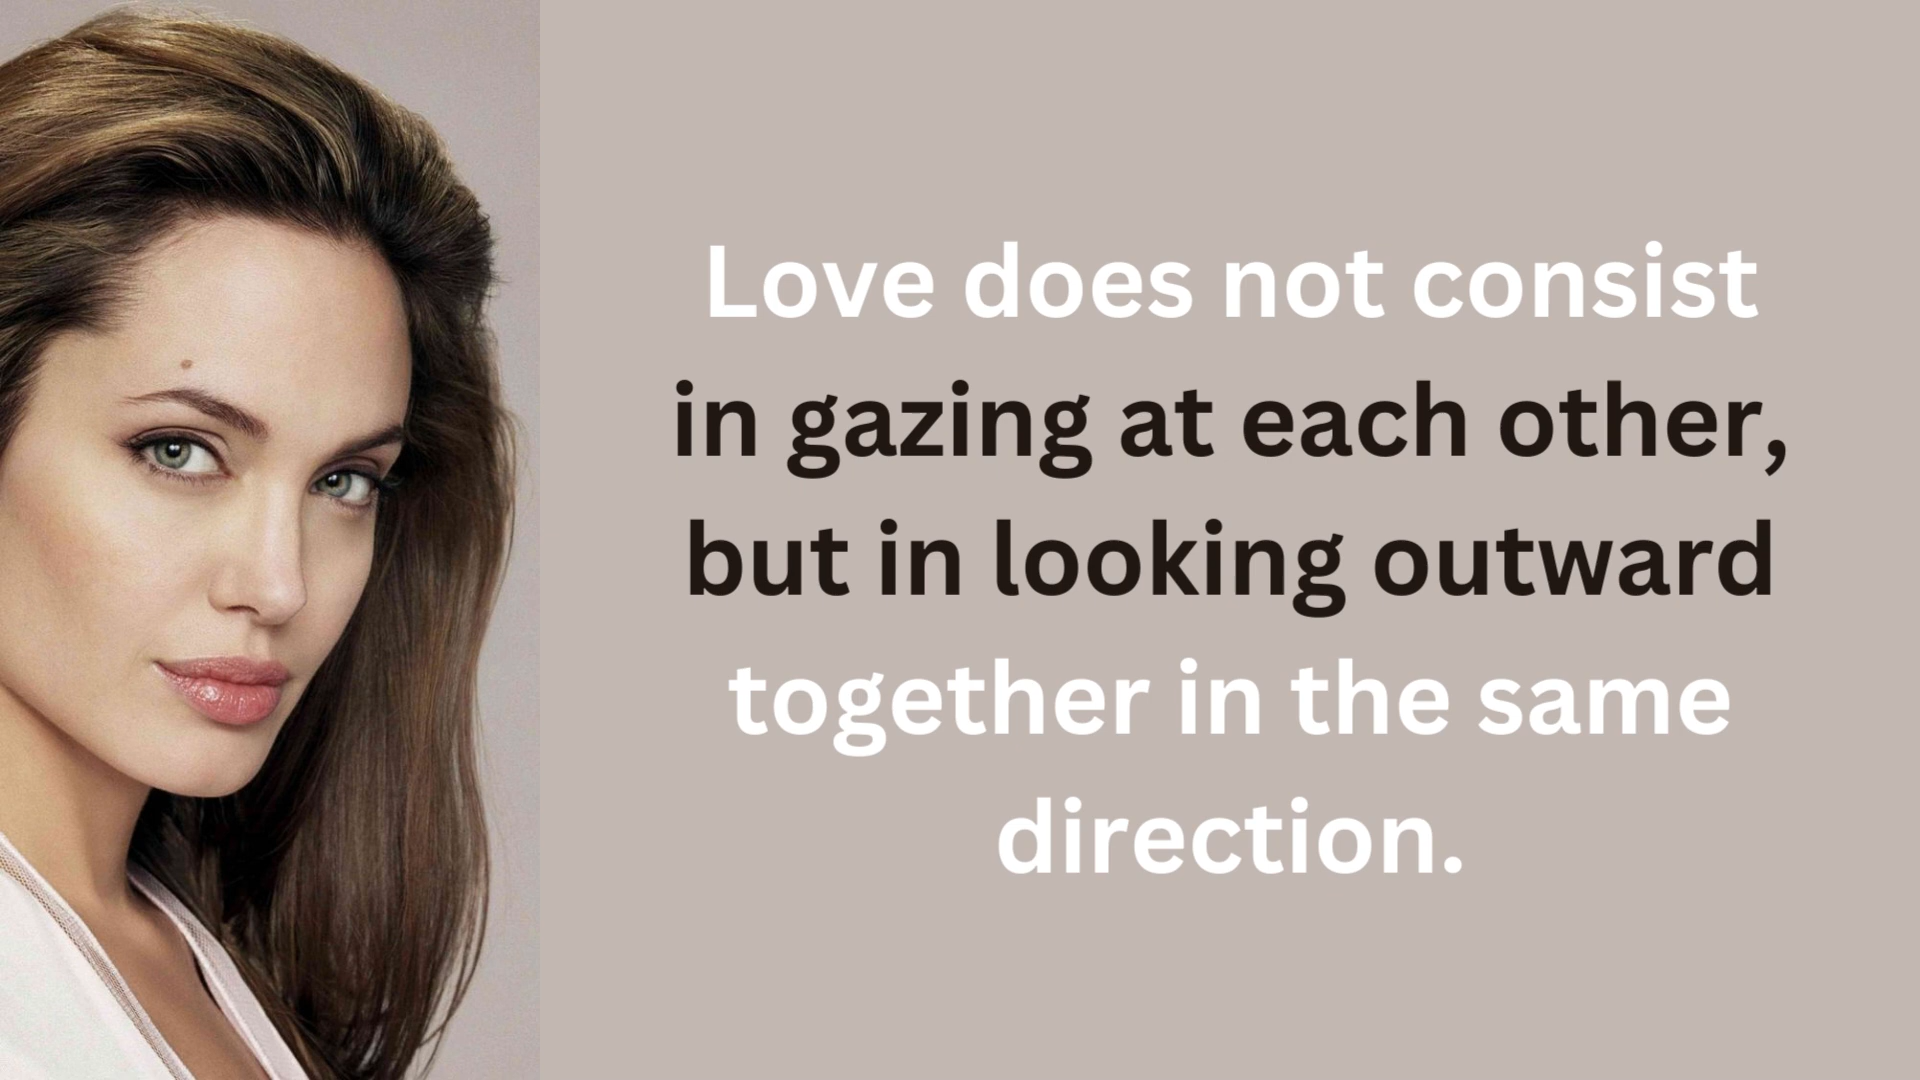 Love does not consist
in gazing at each other,
but in looking outward
together in the same
direction.